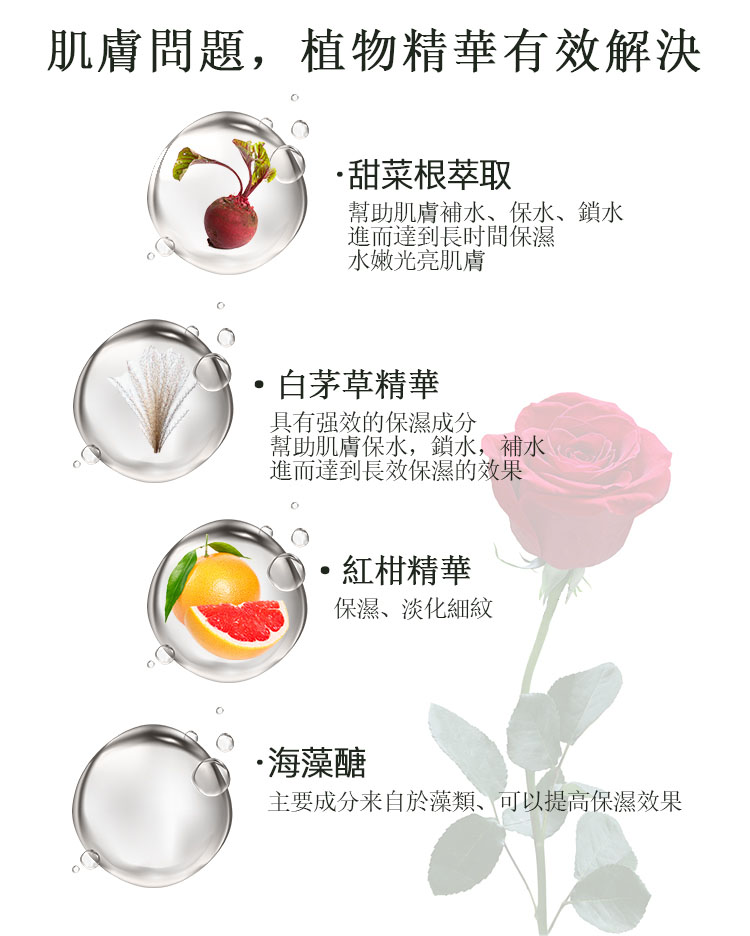 肌膚問題，植物精華有效解決
·甜菜根萃取
幫助肌膚補水、保水、鎖水
進而達到長时間保濕
水嫩光亮肌膚
· 白茅草精華
具有强效的保濕成分
幫助肌膚保水，鎖水，補水
進而達到長效保濕的效果
· 紅柑精華
保濕、淡化細紋
·海藻醣
主要成分来自於藻類、可以提高保濕效果